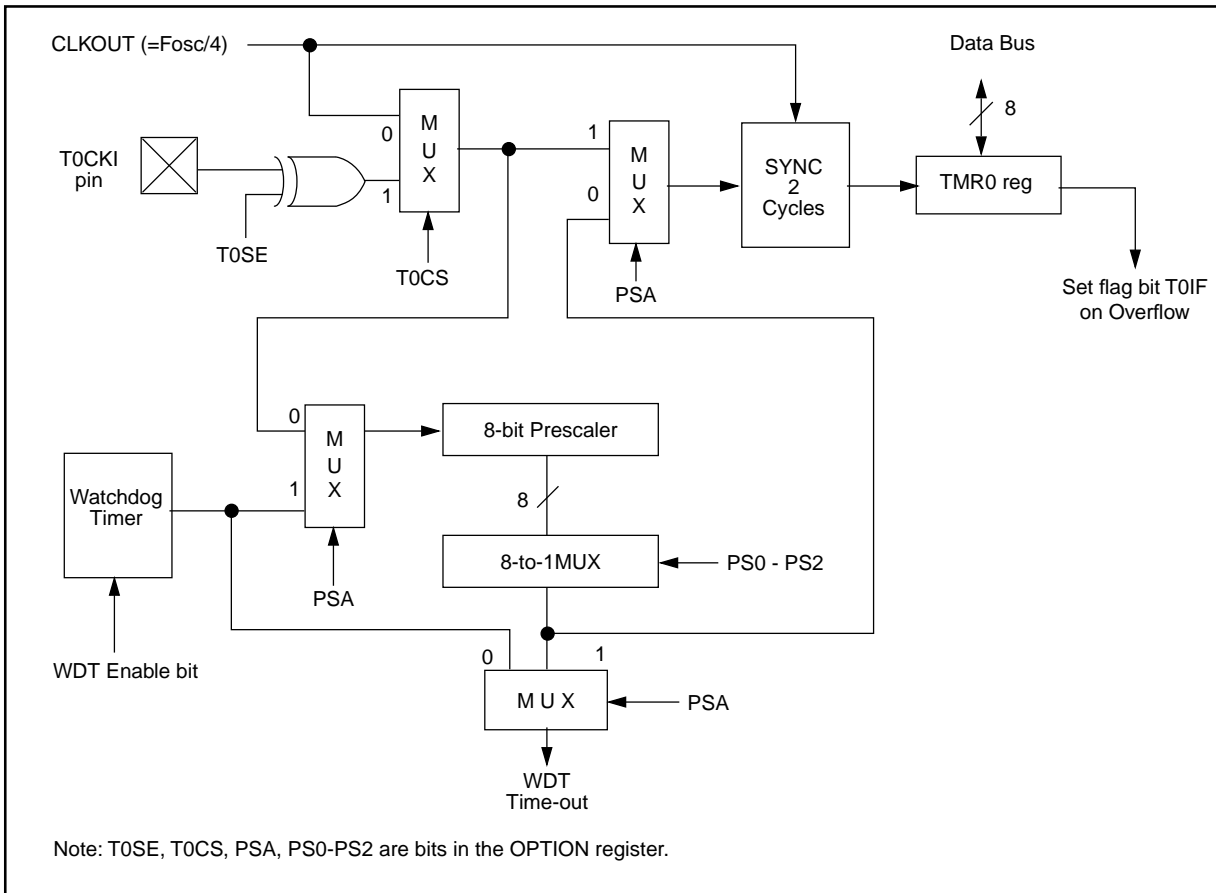 CLKOUT (=Fosc/4)
Data Bus
8
T0CKI
pin
T0SE
0
1
M
U
X
T0CS
1
0
M
U
X
PSA
SYNC
2
Cycles
TMR0 reg
Set flag bit T0IF
on Overflow
0
1
M
U
X
PSA
8-bit Prescaler
8
8-to-1MUX
PS0 - PS2
Watchdog
Timer
WDT Enable bit
0
1
M U X
PSA
WDT
Time-out
Note: T0SE, T0CS, PSA, PS0-PS2 are bits in the OPTION register.